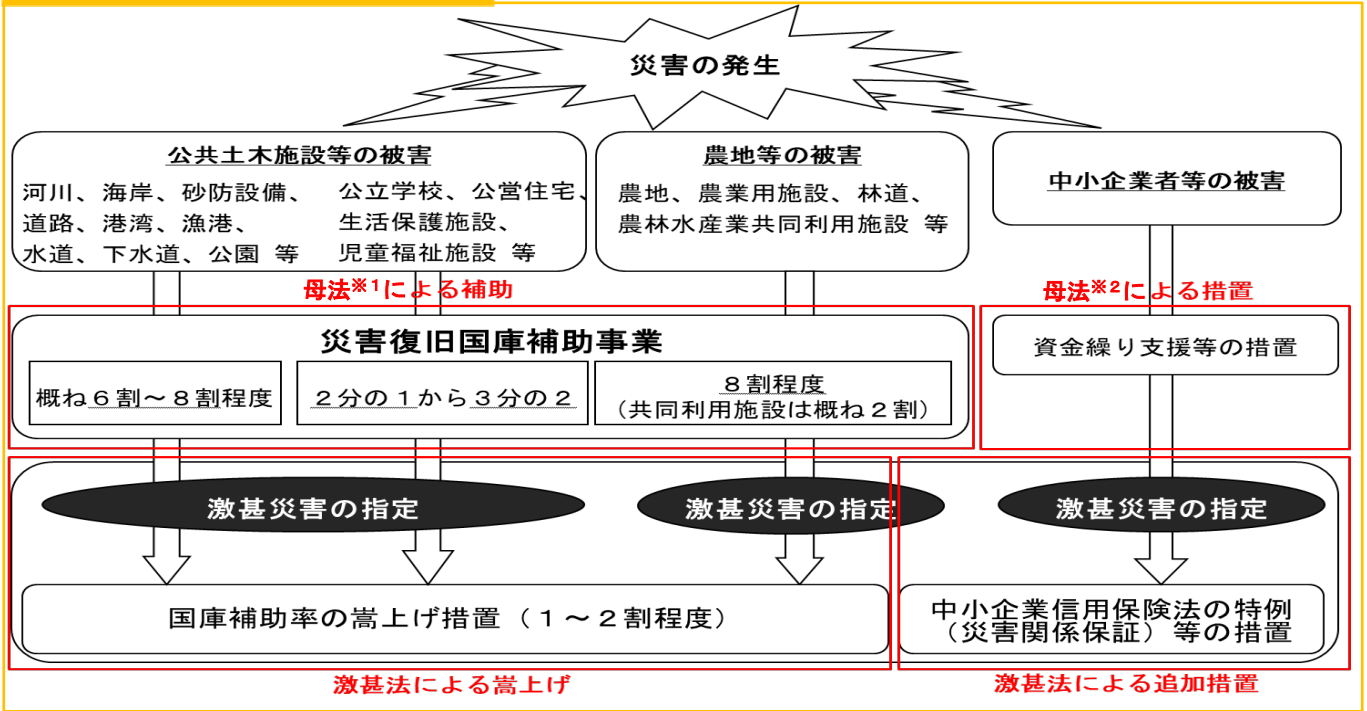 災害の発生
公共土木施設等の被害
河川、海岸、砂防設備、
道路、港湾、漁港、
水道、下水道、公園 等
公立学校、公営住宅、
生活保護施設、
児童福祉施設 等
農地等の被害
農地、農業用施設、林道、
農林水産業共同利用施設 等
中小企業者等の被害
母法※1による補助
母法※2による措置
災害復旧国庫補助事業
概ね６割～８割程度
２分の１から３分の２
８割程度
（共同利用施設は概ね２割）
資金繰り支援等の措置
激甚災害の指定
激甚災害の指定
激甚災害の指定
国庫補助率の嵩上げ措置（１～２割程度）
中小企業信用保険法の特例
（災害関係保証）等の措置
激甚法による嵩上げ
激甚法による追加措置